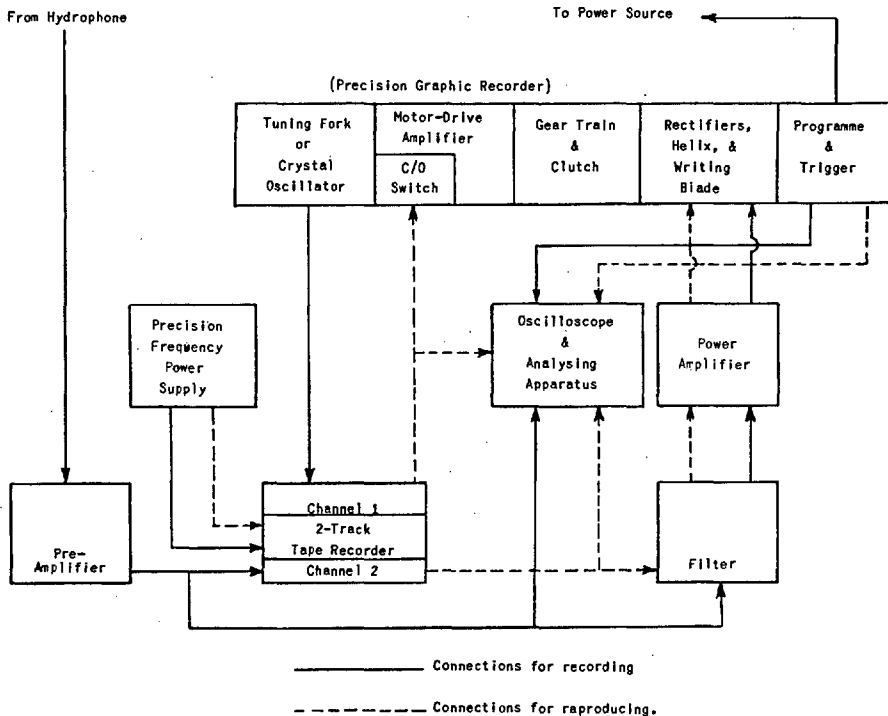 From Hydrophone
To Power Source
(Precision Graphic Recorder)
Tuning Fork
or
Crystal
Oscillator
Motor-Drive
Amplifier
C/O
Switch
Gear Train
&
Clutch
Rectifiers,
Helix, &
Writing
Blade
Programme
&
Trigger
Precision
Frequency
Power
Supply
Oscilloscope
&
Analysing
Apparatus
Power
Amplifier
Pre-
Amplifier
Channel 1
2-Track
Tape Recorder
Channel 2
Filter
Connections for recording
Connections for raproducing.